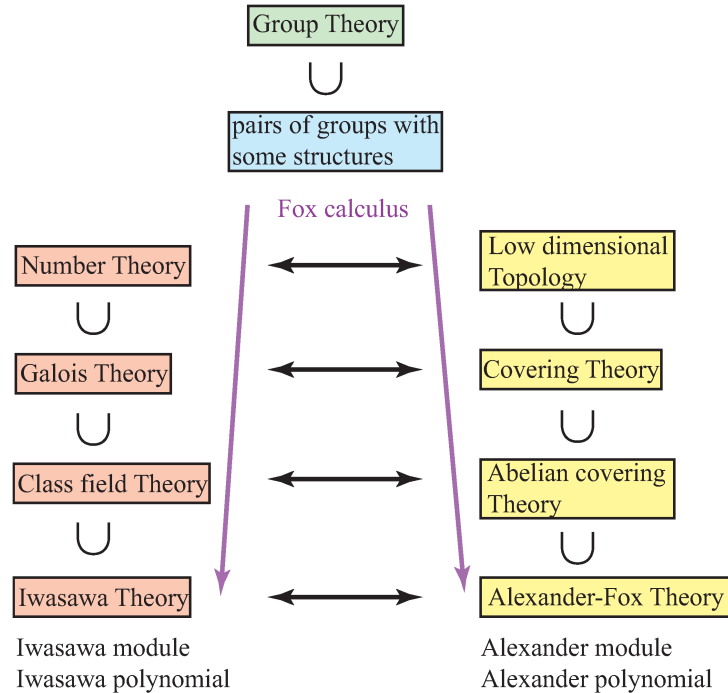 Group Theory
∪
pairs of groups with
some structures
Fox calculus
Number Theory
Low dimensional
Topology
∪
∪
Galois Theory
Covering Theory
∪
∪
Class field Theory
Abelian covering
Theory
∪
∪
Iwasawa Theory
Alexander-Fox Theory
Iwasawa module
Iwasawa polynomial
Alexander module
Alexander polynomial